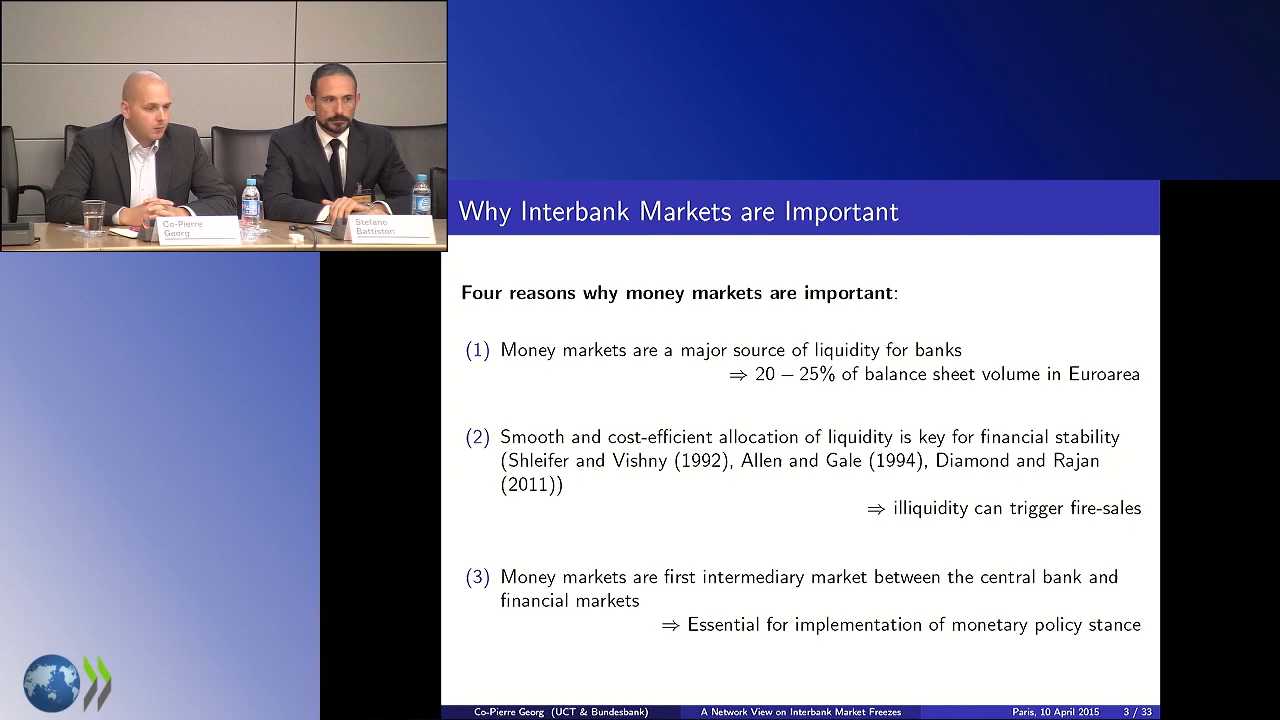 Co-Pierre
Georg
Stefano
Battiston
Why Interbank Markets are Important
Four reasons why money markets are important:
(1) Money markets are a major source of liquidity for banks
⇒ 20 – 25% of balance sheet volume in Euroarea
(2) Smooth and cost-efficient allocation of liquidity is key for financial stability
(Shleifer and Vishny (1992), Allen and Gale (1994), Diamond and Rajan
(2011))
⇒ illiquidity can trigger fire-sales
(3) Money markets are first intermediary market between the central bank and
financial markets
⇒ Essential for implementation of monetary policy stance
Co-Pierre Georg (UCT & Bundesbank) A Network View on Interbank Market Freezes Paris, 10 April 2015 3 / 33